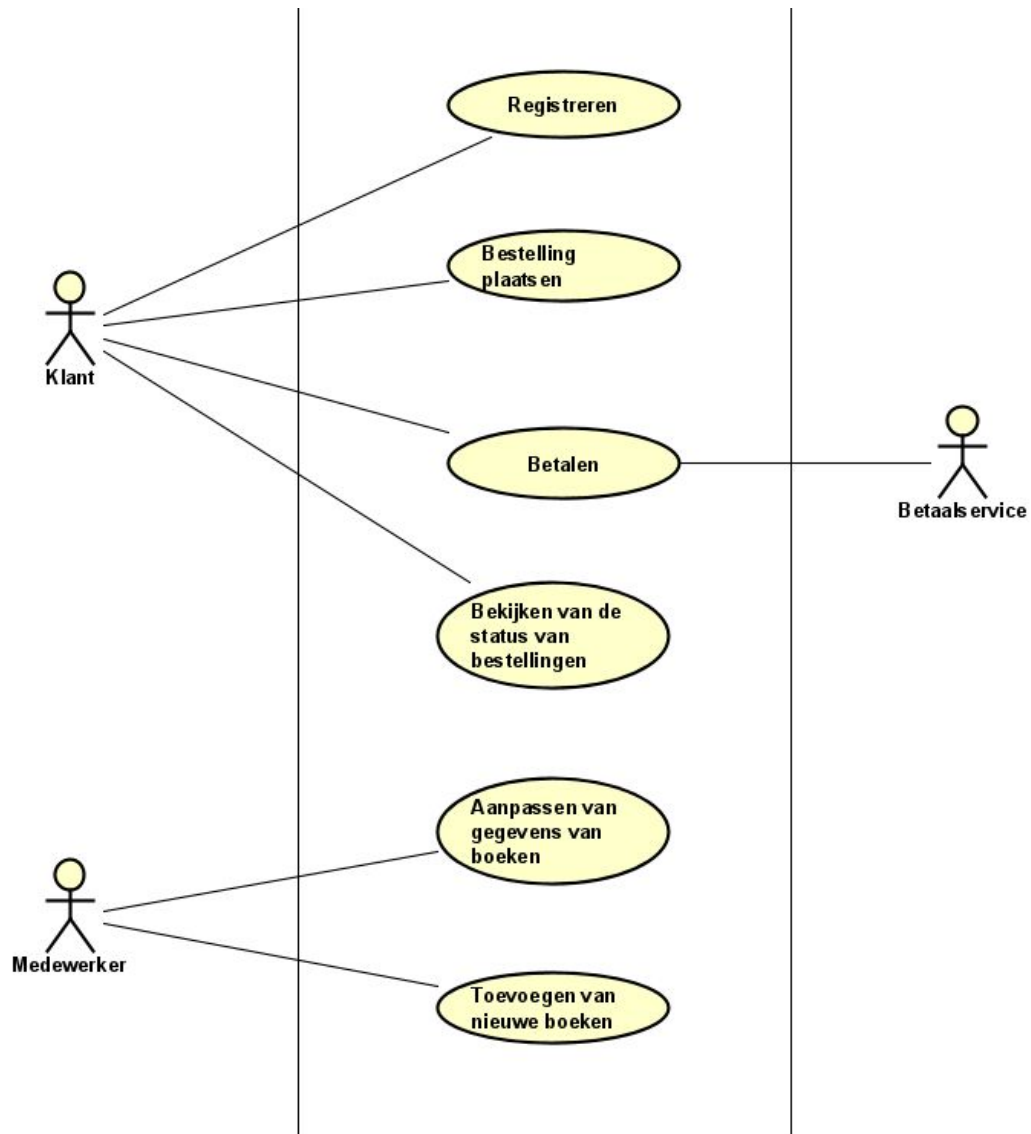 Registreren
Bestelling
plaatsen
Klant
Betalen
Betaalservice
Bekijken van de
status van
bestellingen
Aanpassen van
gegevens van
boeken
Medewerker
Toevoegen van
nieuwe boeken